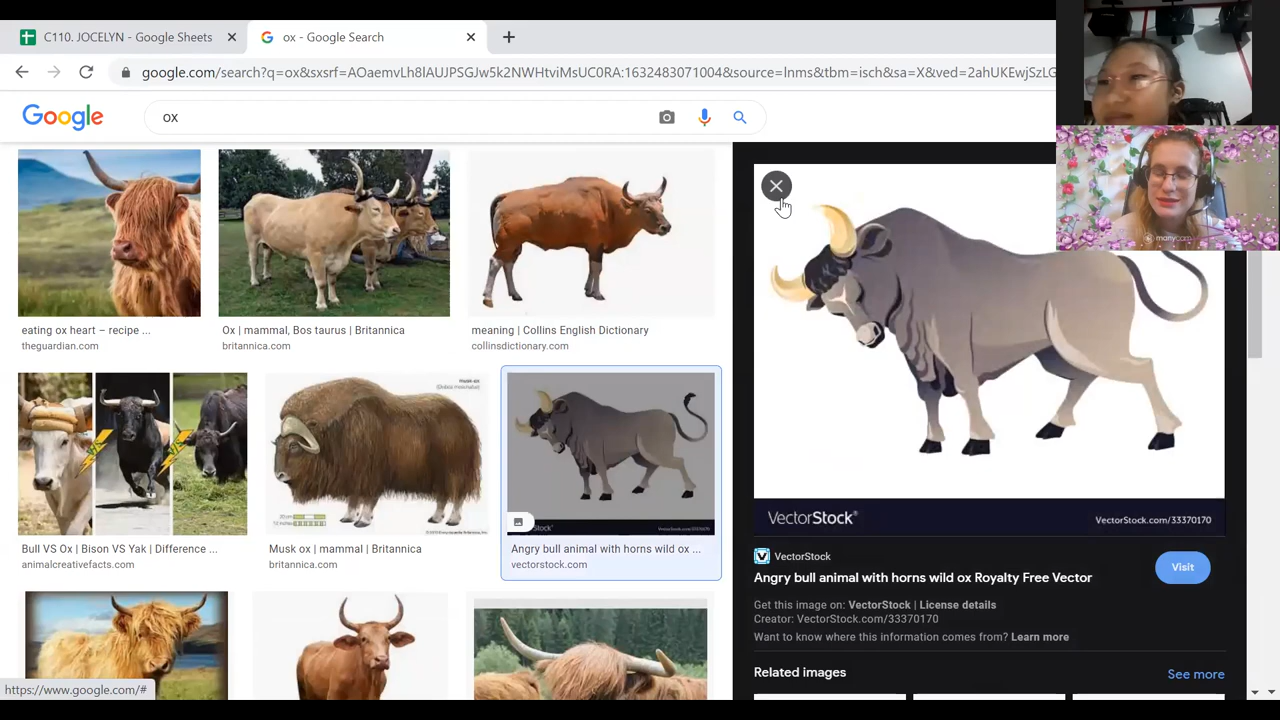 C110. JOCELYN - Google Sheets
ox - Google Search
google.com/search?q=ox&sxsrf=AOaemvLh8lAUJPSGJw5k2NWHtviMsUC0RA:1632483071004&source=lnms&tbm=isch&sa=X&ved=2ahUKEwjSzLG
Google
ox
eating ox heart – recipe ...
theguardian.com
Ox | mammal, Bos taurus | Britannica
britannica.com
meaning | Collins English Dictionary
collinsdictionary.com
Bull VS Ox | Bison VS Yak | Difference ...
animalcreativefacts.com
musk-ox
Musk ox | mammal | Britannica
britannica.com
Angry bull animal with horns wild ox ...
vectorstock.com
manycam
VectorStock®
VectorStock.com/33370170
VectorStock
Angry bull animal with horns wild ox Royalty Free Vector
Visit
Get this image on: VectorStock | License details
Creator: VectorStock.com/33370170
Want to know where this information comes from? Learn more
Related images
See more
https://www.google.com/#